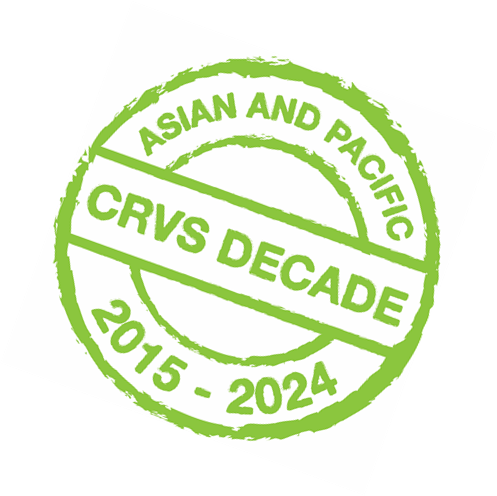 ASIAN AND PACIFIC
CRVS DECADE
2015 - 2024